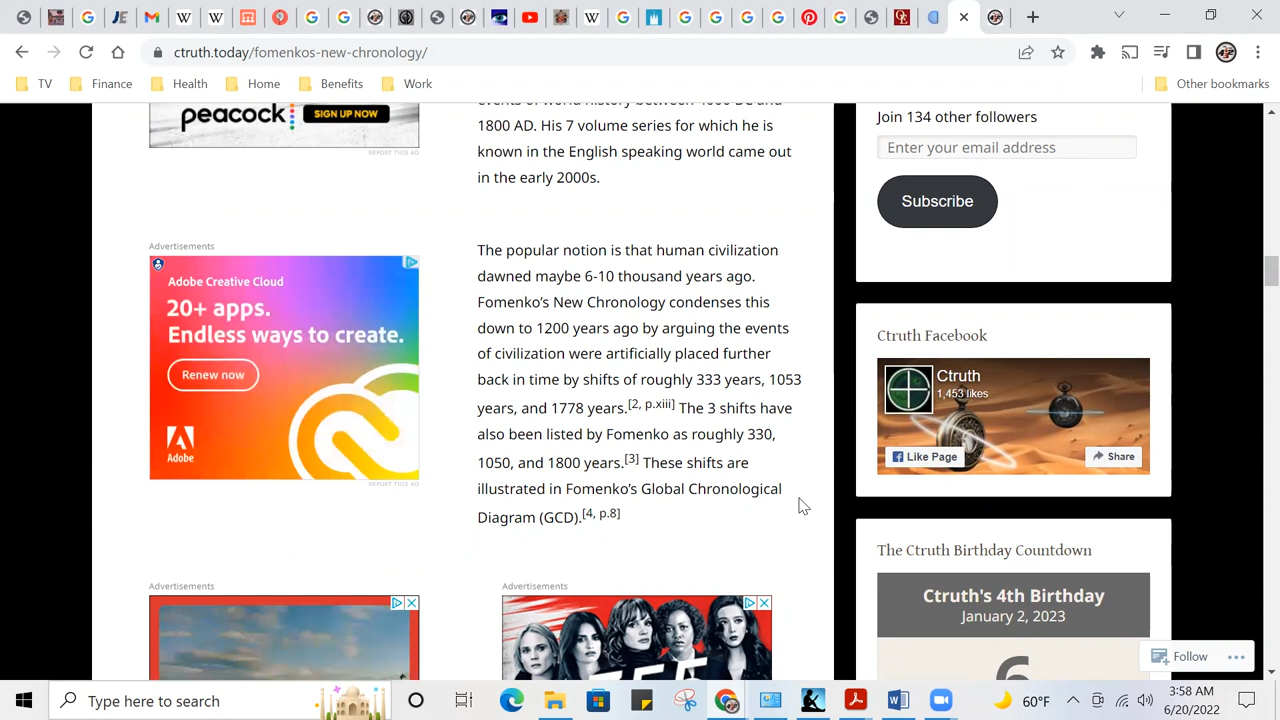 ctruth.today/fomenkos-new-chronology/
TV
Finance
Health
Home
Benefits
Work
Other bookmarks
peacock SIGN UP NOW
REPORT THIS AD
1800 AD. His 7 volume series for which he is
known in the English speaking world came out
in the early 2000s.
Advertisements
Adobe Creative Cloud
20+ apps.
Endless ways to create.
Renew now
Adobe
REPORT THIS AD
The popular notion is that human civilization
dawned maybe 6-10 thousand years ago.
Fomenko’s New Chronology condenses this
down to 1200 years ago by arguing the events
of civilization were artificially placed further
back in time by shifts of roughly 333 years, 1053
years, and 1778 years.[2, p.xiii] The 3 shifts have
also been listed by Fomenko as roughly 330,
1050, and 1800 years.[3] These shifts are
illustrated in Fomenko’s Global Chronological
Diagram (GCD).[4, p.8]
Advertisements
Advertisements
Join 134 other followers
Enter your email address
Subscribe
Ctruth Facebook
Ctruth
1,453 likes
Like Page
Share
The Ctruth Birthday Countdown
Ctruth's 4th Birthday
January 2, 2023
Follow
Type here to search
60°F
3:58 AM
6/20/2022